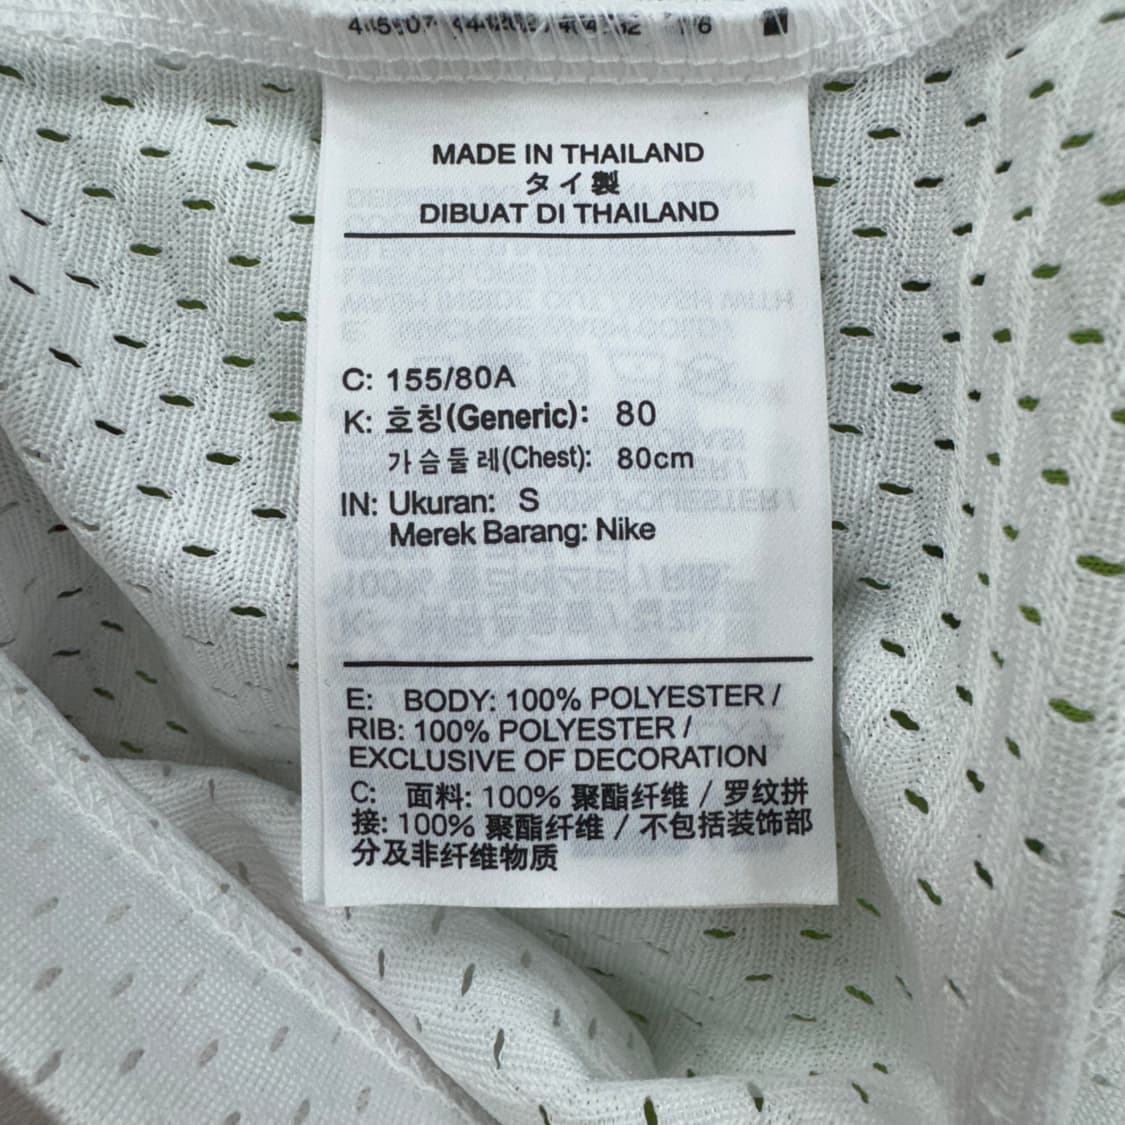 MADE IN THAILAND
タイ製
DIBUAT DI THAILAND
C: 155/80A
K: 호칭(Generic): 80
가슴둘레(Chest): 80cm
IN: Ukuran: S
Merek Barang: Nike
E: BODY: 100% POLYESTER /
RIB: 100% POLYESTER /
EXCLUSIVE OF DECORATION
C: 面料: 100% 聚酯纤维 / 罗纹拼
接: 100% 聚酯纤维 / 不包括装饰部
分及非纤维物质